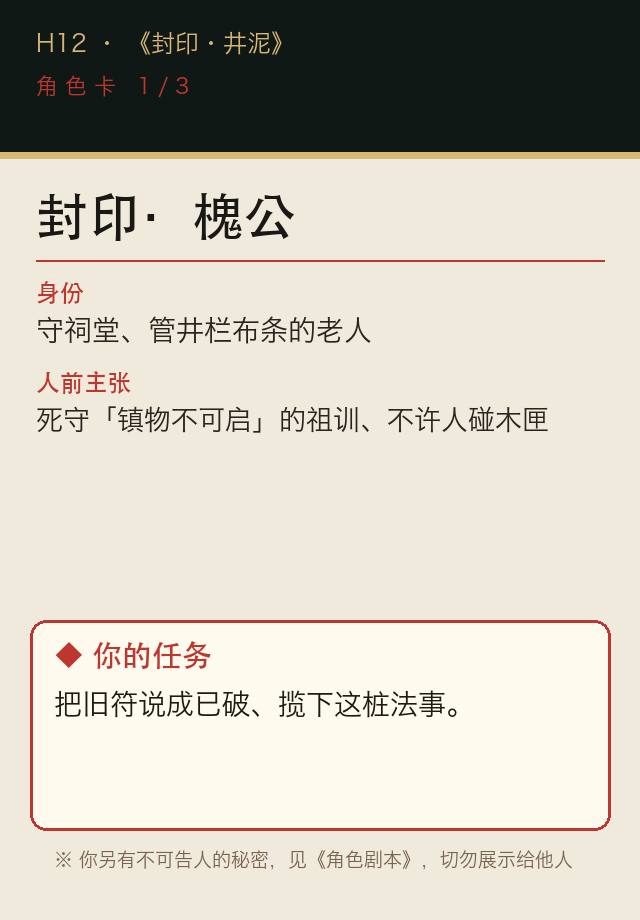 H12 · 《封印·井泥》
角色卡 1/3
封印· 槐公
身份
守祠堂、管井栏布条的老人
人前主张
死守「镇物不可启」的祖训、不许人碰木匣
◆ 你的任务
把旧符说成已破、揽下这桩法事。
※ 你另有不可告人的秘密，见《角色剧本》，切勿展示给他人